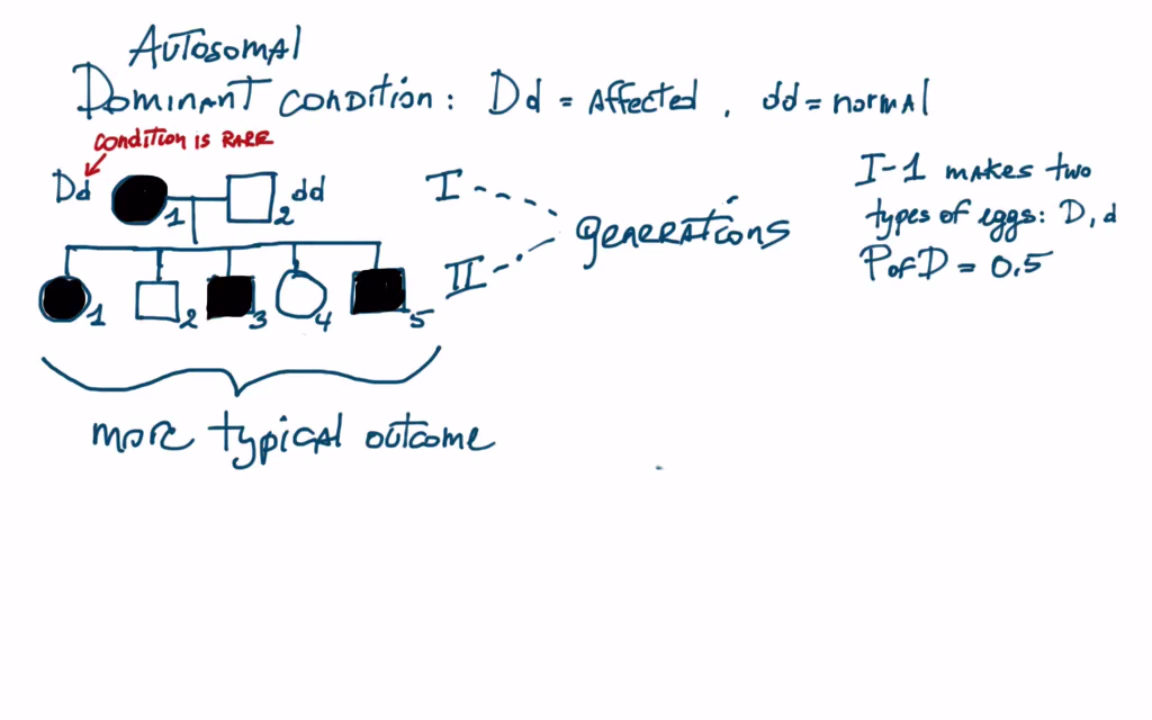 Autosomal
Dominant condition: Dd = Affected, dd = normal
condition is RARE
Dd 1 2 dd
I
II
generations
1 2 3 4 5
more typical outcome
I-1 makes two
types of eggs: D, d
P of D = 0.5